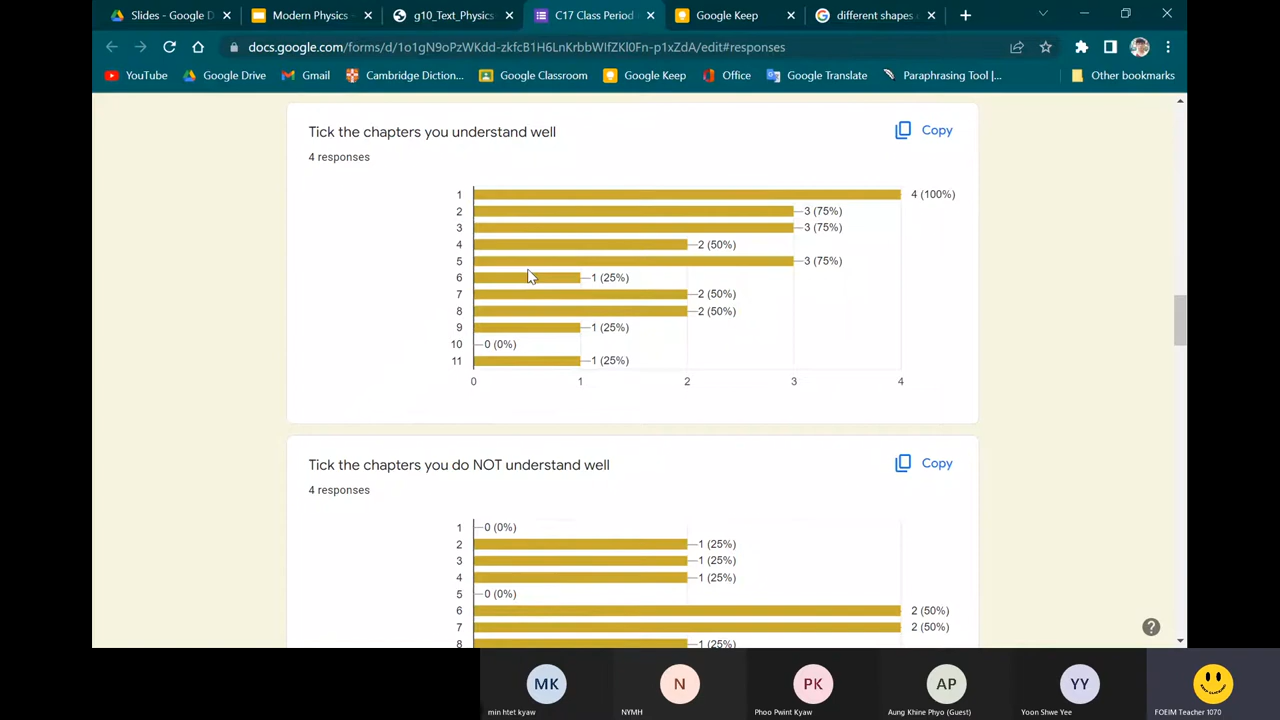 Slides - Google D
Modern Physics -
g10_Text_Physics
C17 Class Period
Google Keep
different shapes
docs.google.com/forms/d/1o1gN9oPzWKdd-zkfcB1H6LnKrbbWIfZKl0Fn-p1xZdA/edit#responses
YouTube
Google Drive
Gmail
Cambridge Diction...
Google Classroom
Google Keep
Office
Google Translate
Paraphrasing Tool |...
Other bookmarks
Tick the chapters you understand well
Copy
4 responses
1 4 (100%)
2 3 (75%)
3 3 (75%)
4 2 (50%)
5 3 (75%)
6 1 (25%)
7 2 (50%)
8 2 (50%)
9 1 (25%)
10 0 (0%)
11 1 (25%)
0 1 2 3 4
Tick the chapters you do NOT understand well
Copy
4 responses
1 0 (0%)
2 1 (25%)
3 1 (25%)
4 1 (25%)
5 0 (0%)
6 2 (50%)
7 2 (50%)
8 1 (25%)
MK
N
PK
AP
YY
min htet kyaw
NYMH
Phoo Pwint Kyaw
Aung Khine Phyo (Guest)
Yoon Shwe Yee
FOEIM Teacher 1070